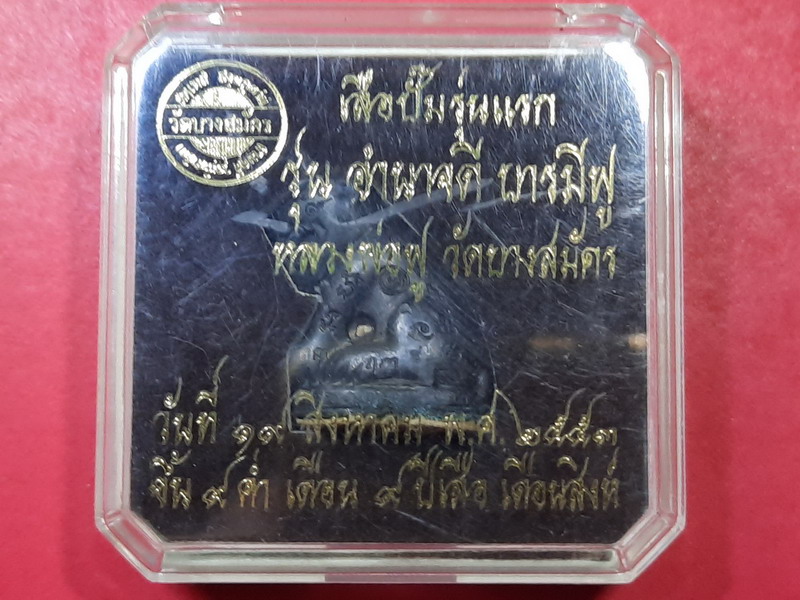 วัดบางสมัคร
เสือปั๊มรุ่นแรก
รุ่น อำนาจดี บารมีฟู
หลวงพ่อฟู วัดบางสมัคร
วันที่ ๑๙ สิงหาคม พ.ศ. ๒๕๕๓
ขึ้น ๙ ค่ำ เดือน ๙ ปีเสือ เดือนสิงห์